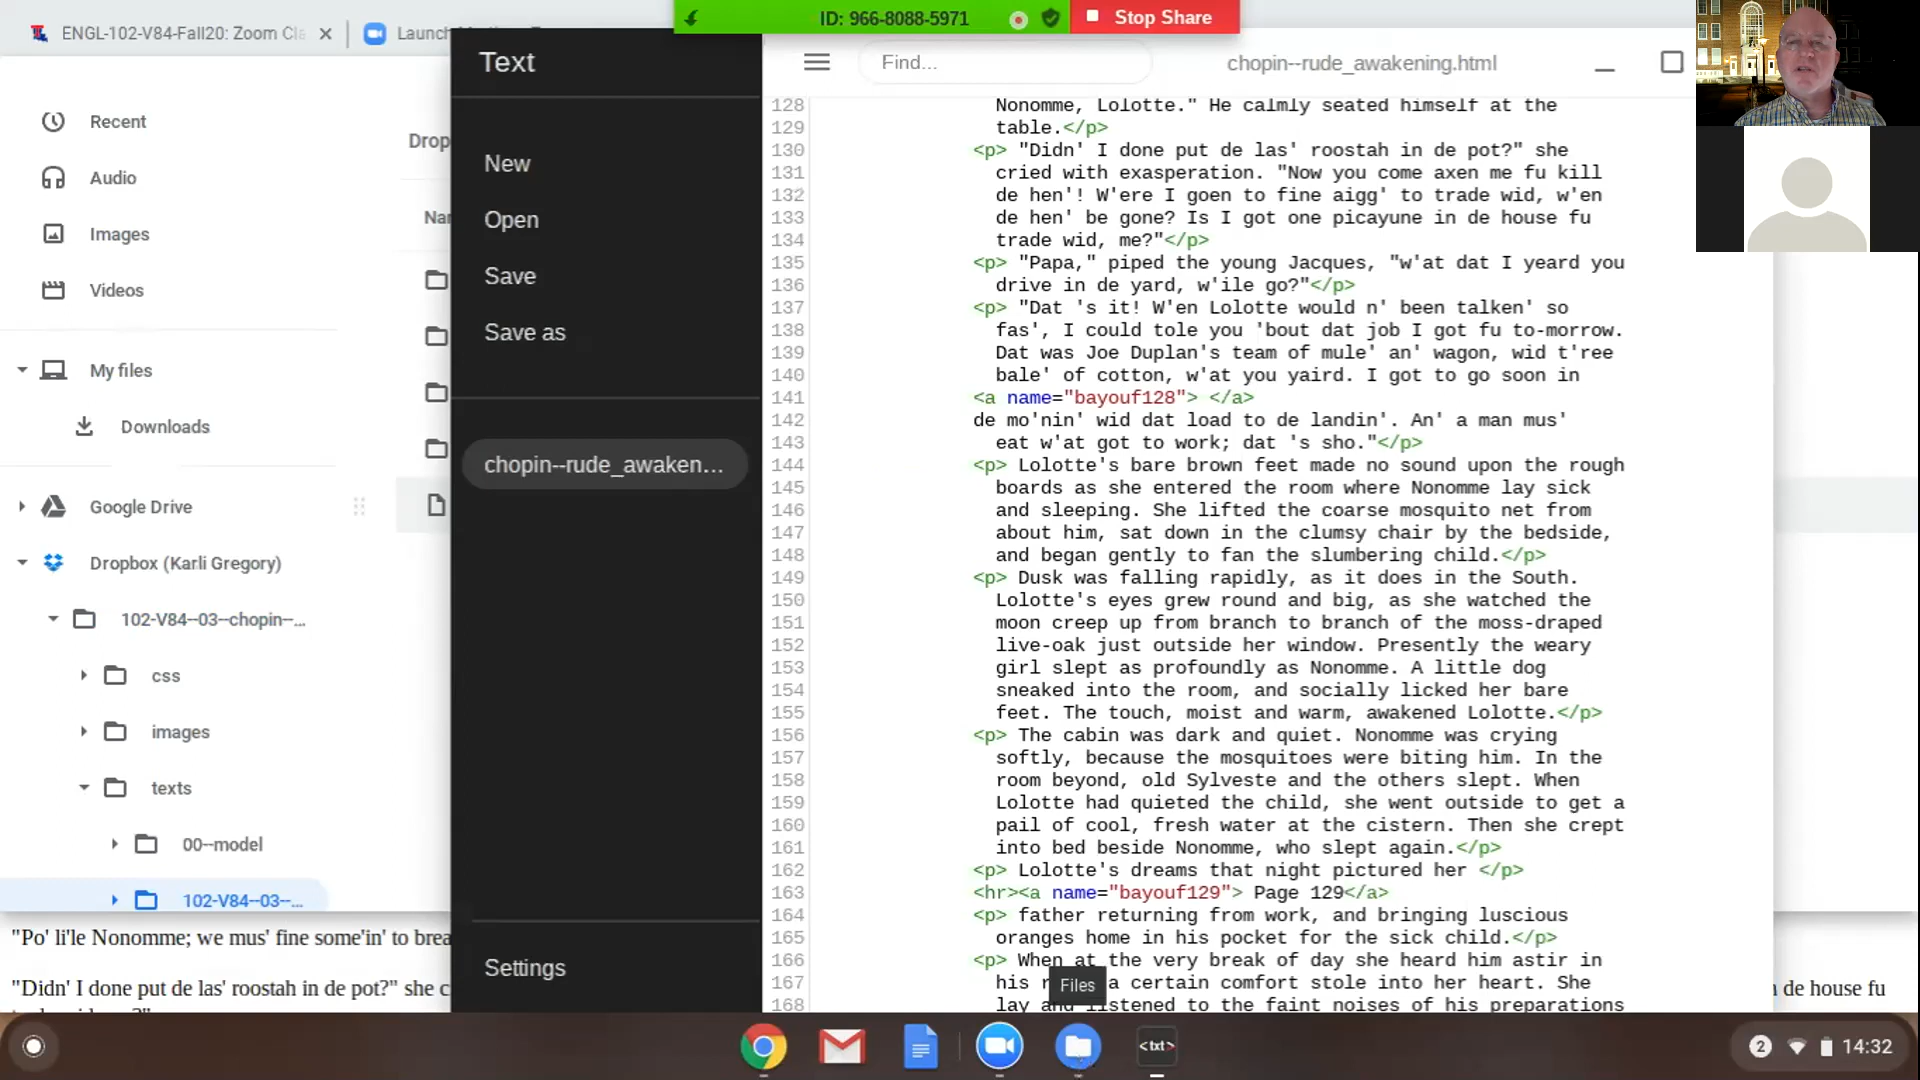 ENGL-102-V84-Fall20: Zoom Cla
Launch
ID: 966-8088-5971
Stop Share
Text
Find...
chopin--rude_awakening.html
Recent
Audio
Images
Videos
My files
Downloads
Google Drive
Dropbox (Karli Gregory)
102-V84--03--chopin--...
css
images
texts
00--model
102-V84--03--...
Drop
Nar
New
Open
Save
Save as
chopin--rude_awaken...
Settings
128 Nonomme, Lolotte." He calmly seated himself at the
129 table.</p>
130 <p> "Didn' I done put de las' roostah in de pot?" she
131 cried with exasperation. "Now you come axen me fu kill
132 de hen'! W'ere I goen to fine aigg' to trade wid, w'en
133 de hen' be gone? Is I got one picayune in de house fu
134 trade wid, me?"</p>
135 <p> "Papa," piped the young Jacques, "w'at dat I yeard you
136 drive in de yard, w'ile go?"</p>
137 <p> "Dat 's it! W'en Lolotte would n' been talken' so
138 fas', I could tole you 'bout dat job I got fu to-morrow.
139 Dat was Joe Duplan's team of mule' an' wagon, wid t'ree
140 bale' of cotton, w'at you yaird. I got to go soon in
141 <a name="bayouf128"> </a>
142 de mo'nin' wid dat load to de landin'. An' a man mus'
143 eat w'at got to work; dat 's sho."</p>
144 <p> Lolotte's bare brown feet made no sound upon the rough
145 boards as she entered the room where Nonomme lay sick
146 and sleeping. She lifted the coarse mosquito net from
147 about him, sat down in the clumsy chair by the bedside,
148 and began gently to fan the slumbering child.</p>
149 <p> Dusk was falling rapidly, as it does in the South.
150 Lolotte's eyes grew round and big, as she watched the
151 moon creep up from branch to branch of the moss-draped
152 live-oak just outside her window. Presently the weary
153 girl slept as profoundly as Nonomme. A little dog
154 sneaked into the room, and socially licked her bare
155 feet. The touch, moist and warm, awakened Lolotte.</p>
156 <p> The cabin was dark and quiet. Nonomme was crying
157 softly, because the mosquitoes were biting him. In the
158 room beyond, old Sylveste and the others slept. When
159 Lolotte had quieted the child, she went outside to get a
160 pail of cool, fresh water at the cistern. Then she crept
161 into bed beside Nonomme, who slept again.</p>
162 <p> Lolotte's dreams that night pictured her </p>
163 <hr><a name="bayouf129"> Page 129</a>
164 <p> father returning from work, and bringing luscious
165 oranges home in his pocket for the sick child.</p>
166 <p> When at the very break of day she heard him astir in
167 his a certain comfort stole into her heart. She
168 lay and listened to the faint noises of his preparations
Files
"Po' li'le Nonomme; we mus' fine some'in' to brea
"Didn' I done put de las' roostah in de pot?" she c
de house fu
<txt>
2
14:32